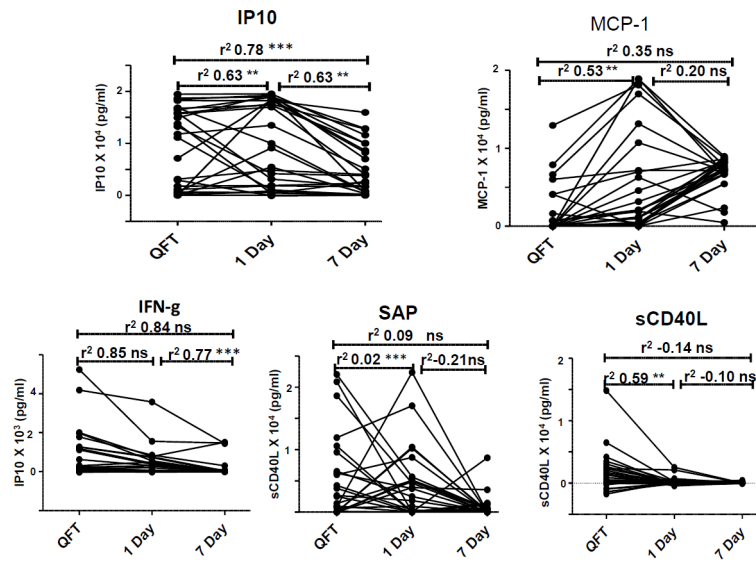 IP10
r² 0.78 ***
r² 0.63 ** r² 0.63 **
IP10 X 10⁴ (pg/ml)
2
1
0
QFT 1 Day 7 Day
MCP-1
r² 0.35 ns
r² 0.53 ** r² 0.20 ns
MCP-1 X 10⁴ (pg/ml)
2
1
0
QFT 1 Day 7 Day
IFN-g
r² 0.84 ns
r² 0.85 ns r² 0.77 ***
IP10 X 10³ (pg/ml)
4
2
0
QFT 1 Day 7 Day
SAP
r² 0.09 ns
r² 0.02 *** r²-0.21ns
sCD40L X 10⁴ (pg/ml)
2
1
0
QFT 1 Day 7 Day
sCD40L
r² -0.14 ns
r² 0.59 ** r² -0.10 ns
sCD40L X 10⁴ (pg/ml)
2
1
0
QFT 1 Day 7 Day